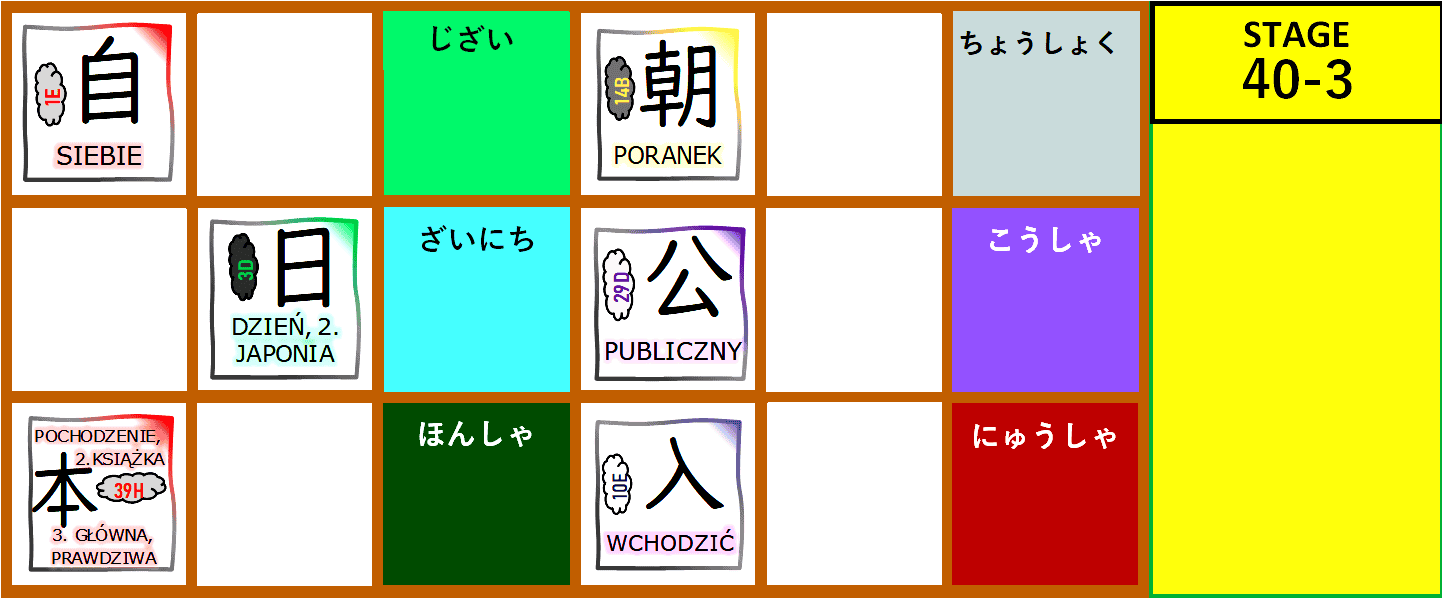 自
1E
SIEBIE
じざい
朝
14B
PORANEK
ちょうしょく
STAGE
40-3
日
3D
DZIEŃ, 2.
JAPONIA
ざいにち
公
29D
PUBLICZNY
こうしゃ
POCHODZENIE,
2.KSIĄŻKA
本
39H
3. GŁÓWNA,
PRAWDZIWA
ほんしゃ
入
10E
WCHODZIĆ
にゅうしゃ